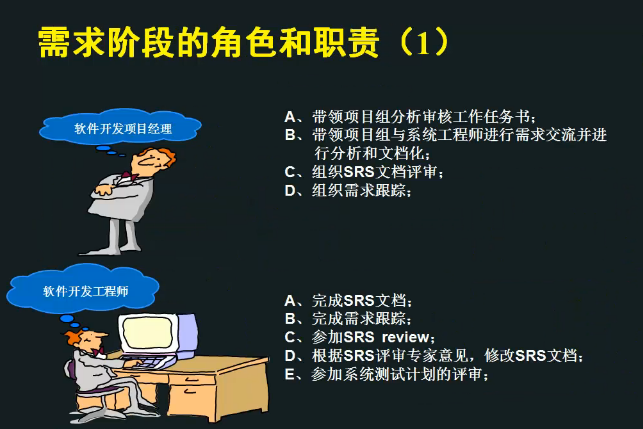 需求阶段的角色和职责（1）
软件开发项目经理
A、带领项目组分析审核工作任务书；
B、带领项目组与系统工程师进行需求交流并进
行分析和文档化；
C、组织SRS文档评审；
D、组织需求跟踪；
软件开发工程师
A、完成SRS文档；
B、完成需求跟踪；
C、参加SRS review；
D、根据SRS评审专家意见，修改SRS文档；
E、参加系统测试计划的评审；